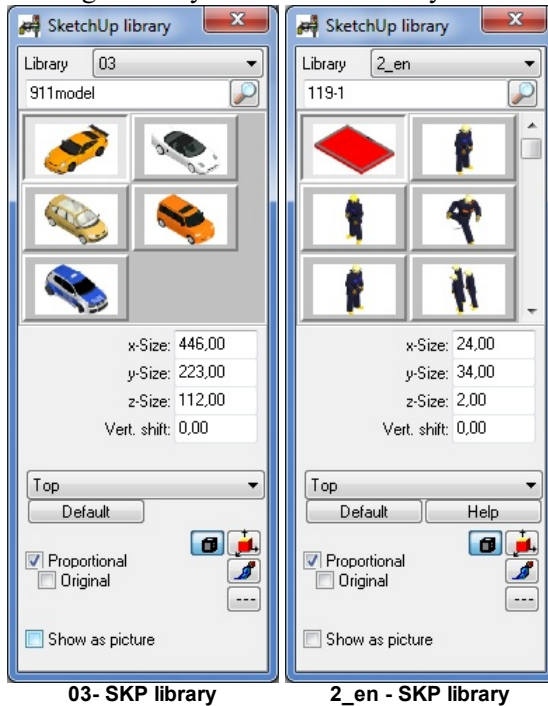 SketchUp library
Library 03
911model
x-Size: 446,00
y-Size: 223,00
z-Size: 112,00
Vert. shift: 0,00
Top
Default
Proportional
Original
---
Show as picture
03- SKP library
SketchUp library
Library 2_en
119-1
x-Size: 24,00
y-Size: 34,00
z-Size: 2,00
Vert. shift: 0,00
Top
Default Help
Proportional
Original
---
Show as picture
2_en - SKP library